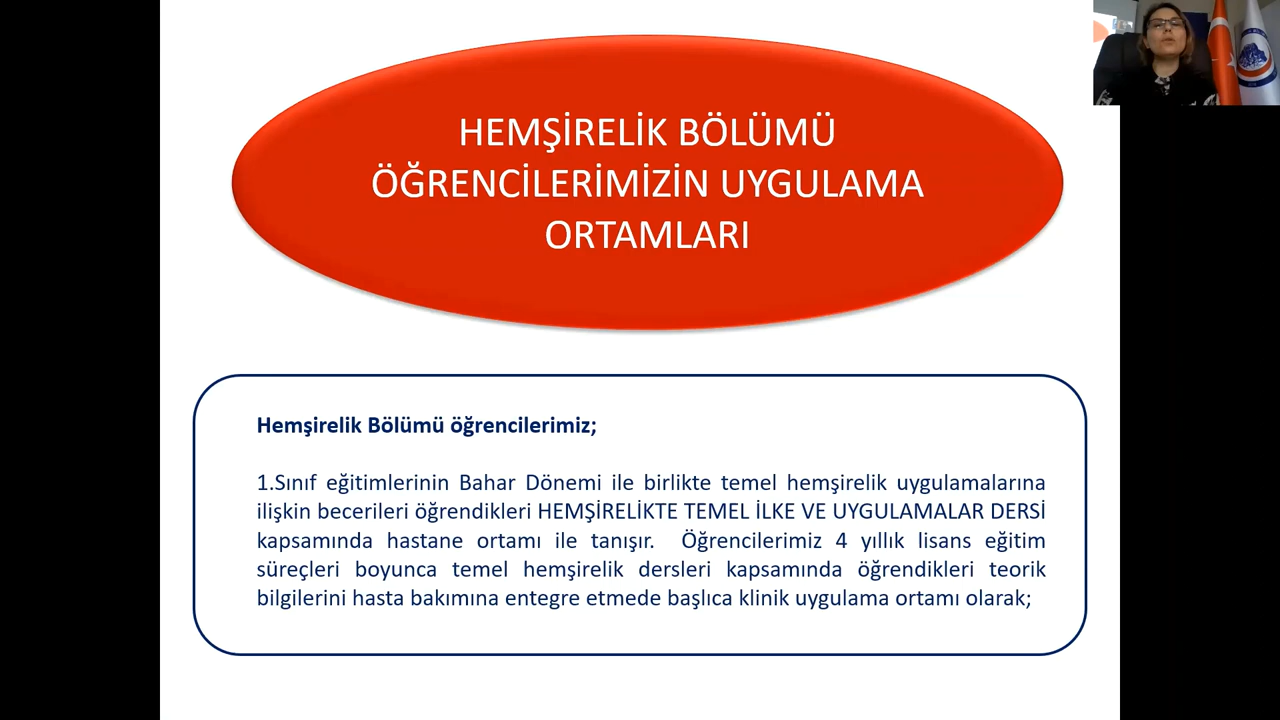 HEMŞİRELİK BÖLÜMÜ
ÖĞRENCİLERİMİZİN UYGULAMA
ORTAMLARI
Hemşirelik Bölümü öğrencilerimiz;
1.Sınıf eğitimlerinin Bahar Dönemi ile birlikte temel hemşirelik uygulamalarına
ilişkin becerileri öğrendikleri HEMŞİRELİKTE TEMEL İLKE VE UYGULAMALAR DERSİ
kapsamında hastane ortamı ile tanışır. Öğrencilerimiz 4 yıllık lisans eğitim
süreçleri boyunca temel hemşirelik dersleri kapsamında öğrendikleri teorik
bilgilerini hasta bakımına entegre etmede başlıca klinik uygulama ortamı olarak;